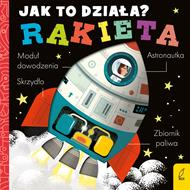 JAK TO DZIAŁA?
RAKIETA
Moduł
dowodzenia
Astronautka
Skrzydło
Zbiornik
paliwa